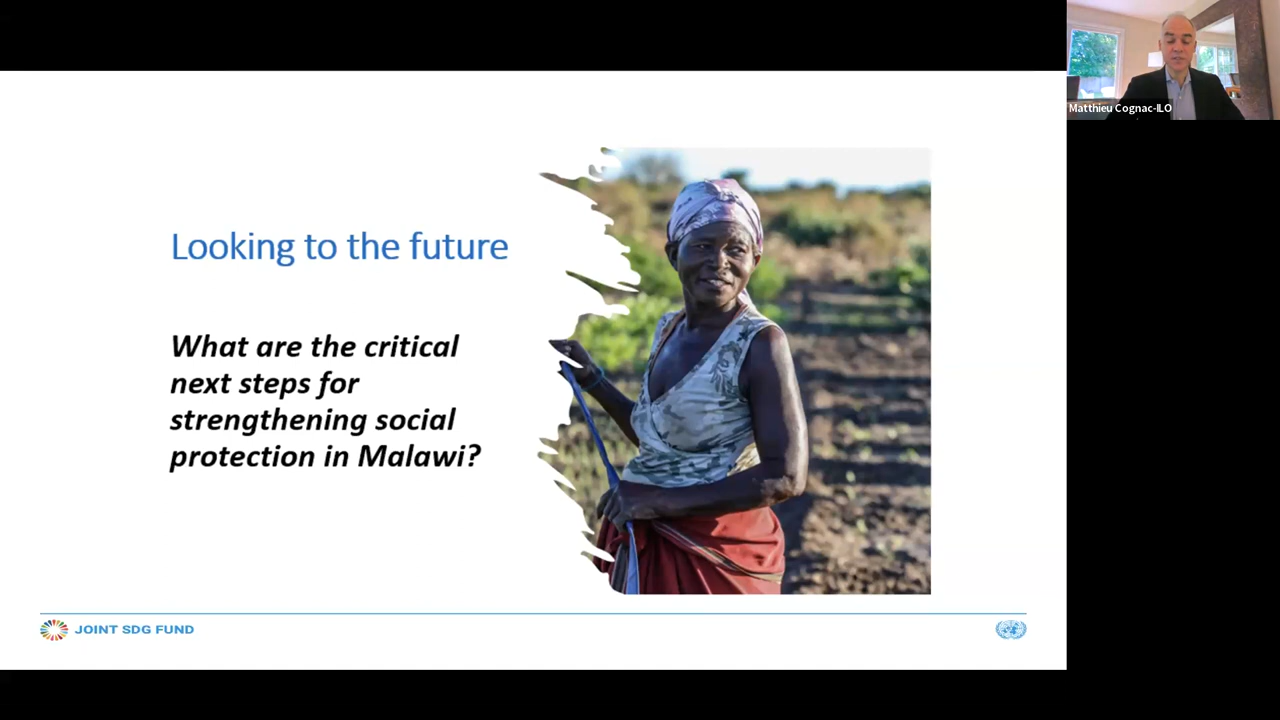 Matthieu Cognac-ILO
Looking to the future
What are the critical
next steps for
strengthening social
protection in Malawi?
JOINT SDG FUND